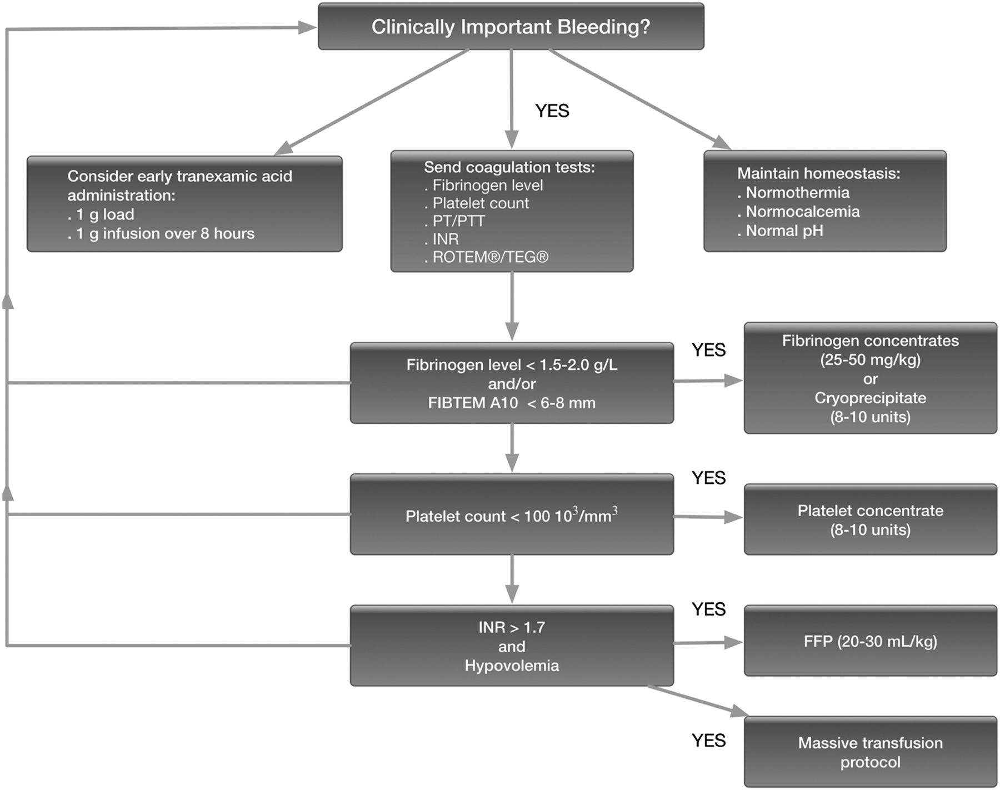 Clinically Important Bleeding?
YES
Consider early tranexamic acid
administration:
. 1 g load
. 1 g infusion over 8 hours
Send coagulation tests:
. Fibrinogen level
. Platelet count
. PT/PTT
. INR
. ROTEM®/TEG®
Maintain homeostasis:
. Normothermia
. Normocalcemia
. Normal pH
Fibrinogen level < 1.5-2.0 g/L
and/or
FIBTEM A10 < 6-8 mm
YES
Fibrinogen concentrates
(25-50 mg/kg)
or
Cryoprecipitate
(8-10 units)
Platelet count < 100 10³/mm³
YES
Platelet concentrate
(8-10 units)
INR > 1.7
and
Hypovolemia
YES
FFP (20-30 mL/kg)
YES
Massive transfusion
protocol